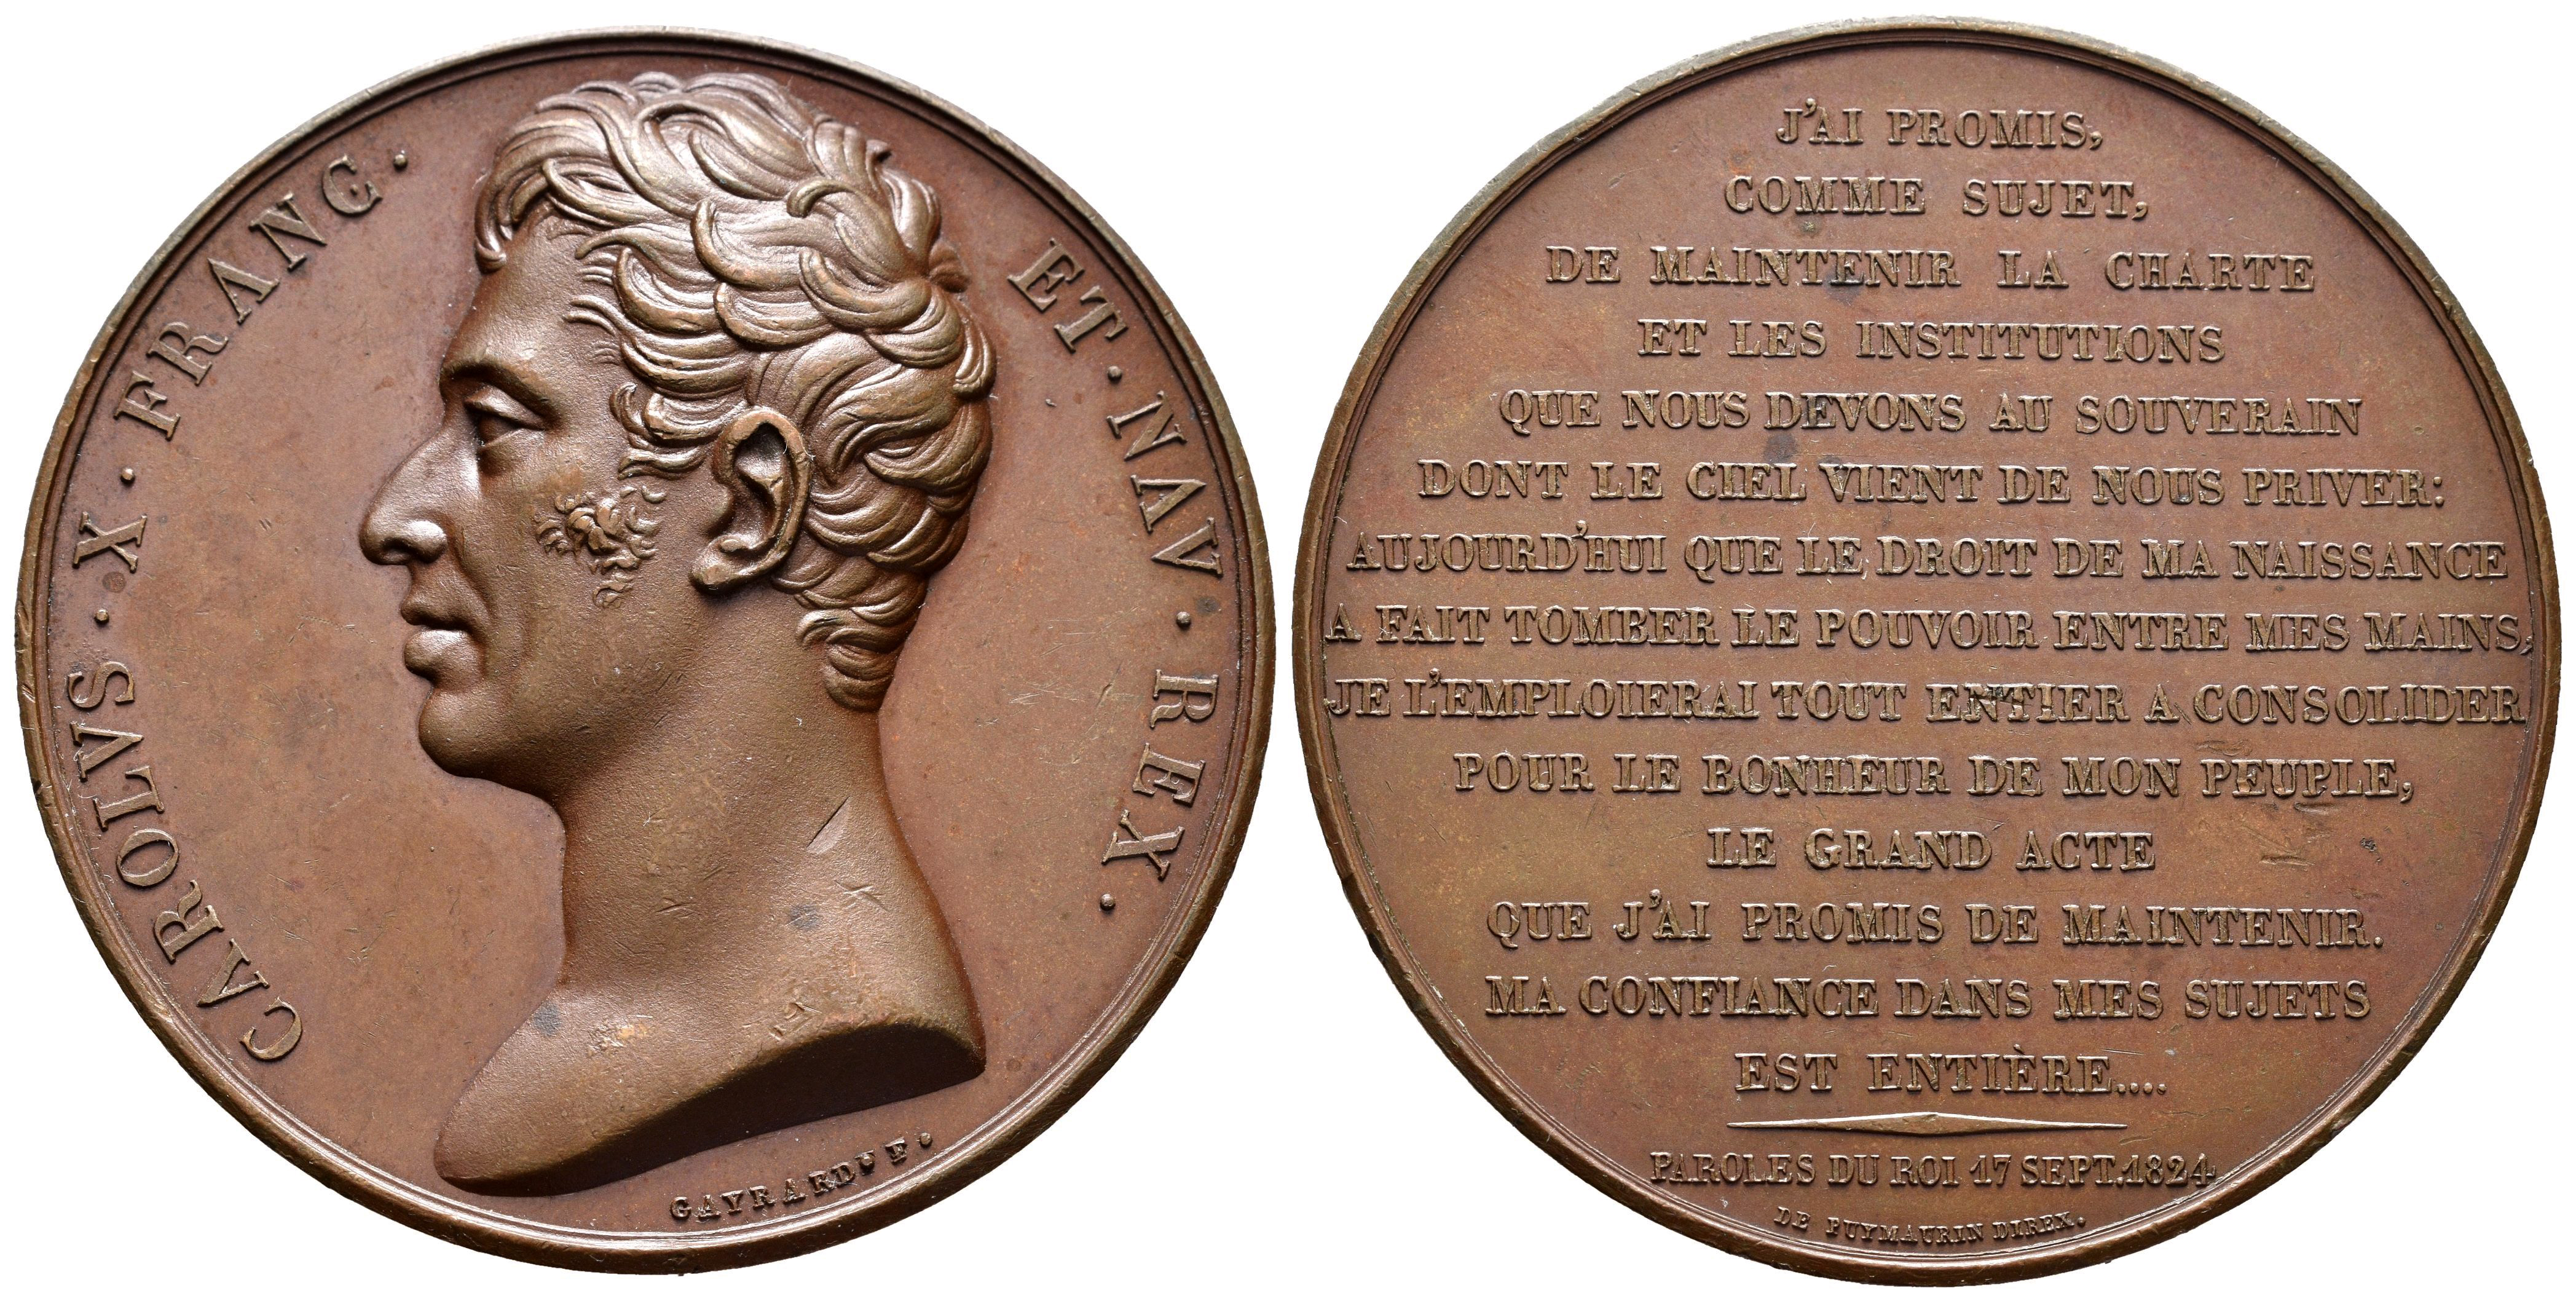 CAROLVS · X · FRANC · ET · NAV · REX ·
GAYRARD·F·
J'AI PROMIS,
COMME SUJET,
DE MAINTENIR LA CHARTE
ET LES INSTITUTIONS
QUE NOUS DEVONS AU SOUVERAIN
DONT LE CIEL VIENT DE NOUS PRIVER:
AUJOURD'HUI QUE LE DROIT DE MA NAISSANCE
A FAIT TOMBER LE POUVOIR ENTRE MES MAINS,
JE L'EMPLOIERAI TOUT ENTIER A CONSOLIDER
POUR LE BONHEUR DE MON PEUPLE,
LE GRAND ACTE
QUE J'AI PROMIS DE MAINTENIR.
MA CONFIANCE DANS MES SUJETS
EST ENTIÈRE....
PAROLES DU ROI 17 SEPT. 1824.
DE PUYMAURIN DIREX.